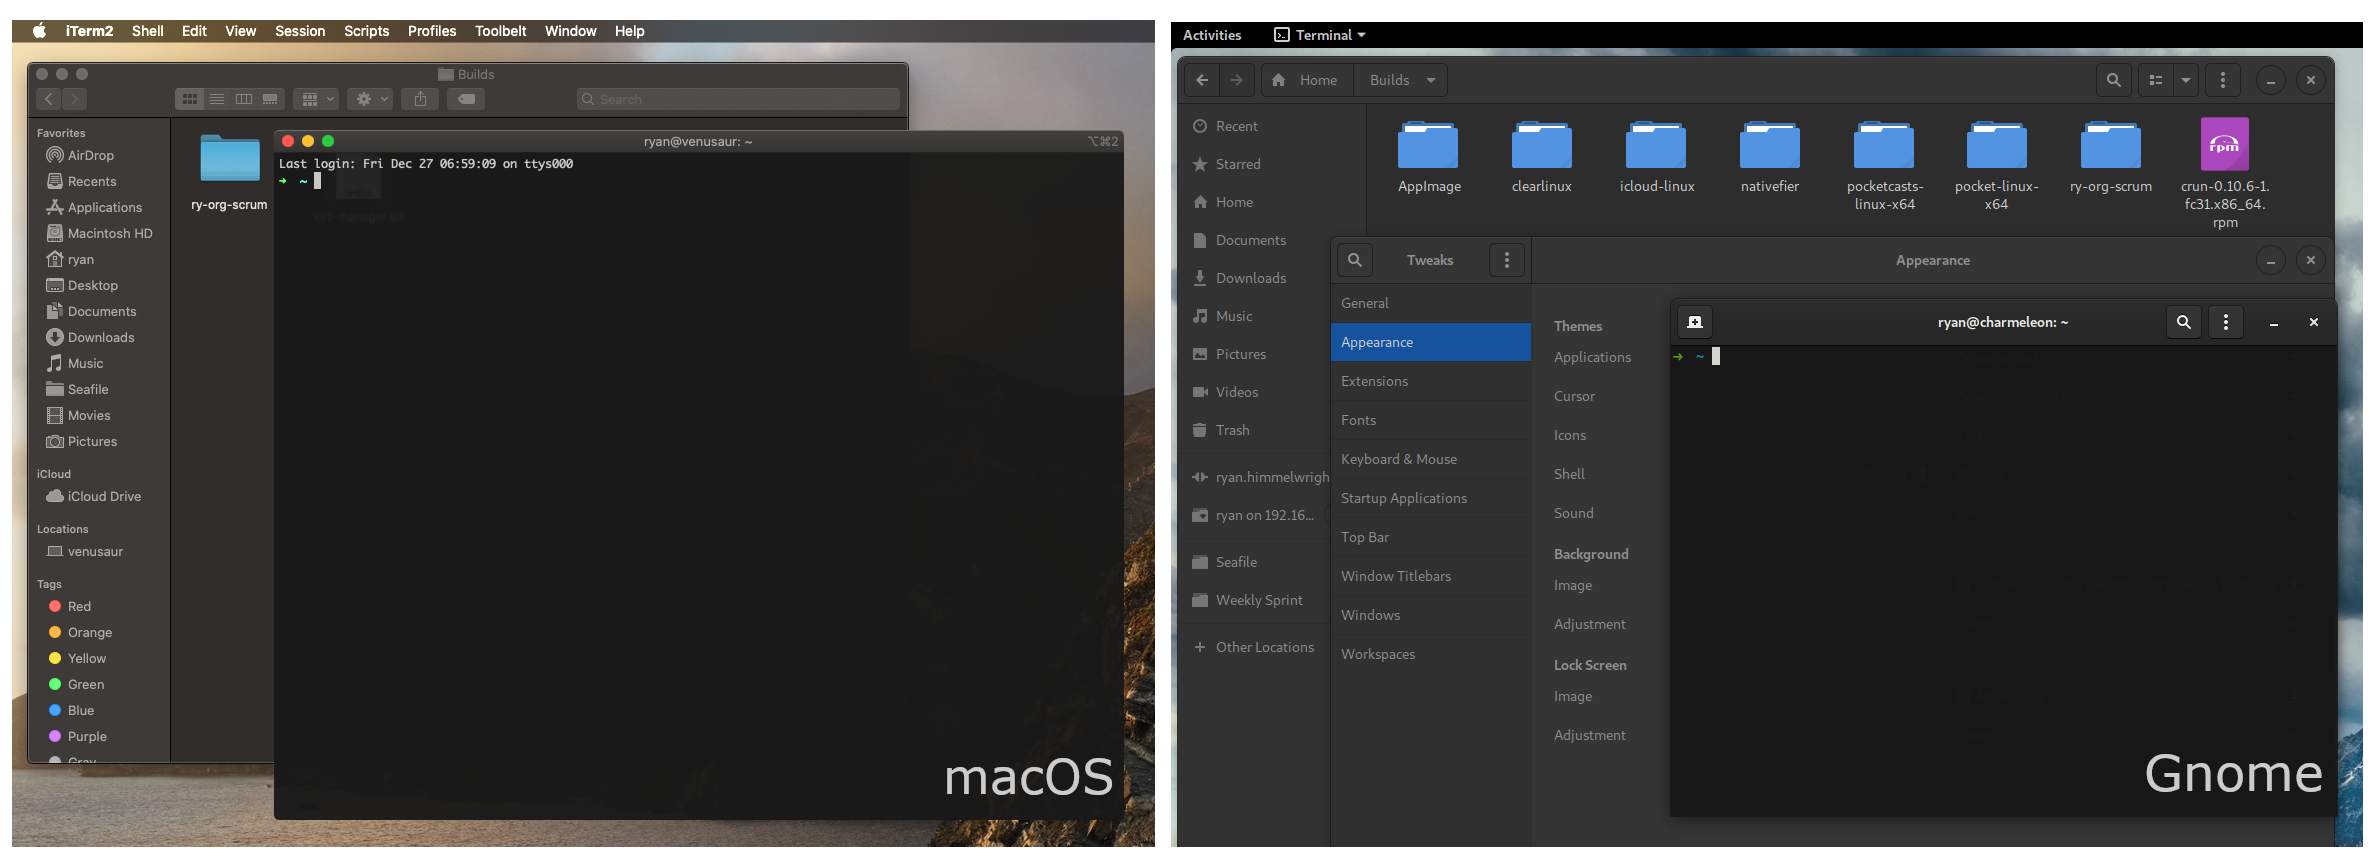 iTerm2 Shell Edit View Session Scripts Profiles Toolbelt Window Help
Builds
Search
Favorites
AirDrop
Recents
Applications
Macintosh HD
ryan
Desktop
Documents
Downloads
Music
Seafile
Movies
Pictures
iCloud
iCloud Drive
Locations
venusaur
Tags
Red
Orange
Yellow
Green
Blue
Purple
Gray
ry-org-scrum
ryan@venusaur: ~
⌥⌘2
Last login: Fri Dec 27 06:59:09 on ttys000
➜ ~
macOS
Activities Terminal
Home Builds
Recent
Starred
Home
Documents
Downloads
Music
Pictures
Videos
Trash
ryan.himmelwrigh
ryan on 192.16...
Seafile
Weekly Sprint
+ Other Locations
AppImage
clearlinux
icloud-linux
nativefier
pocketcasts-
linux-x64
pocket-linux-
x64
ry-org-scrum
rpm
crun-0.10.6-1.
fc31.x86_64.
rpm
Tweaks
Appearance
General
Appearance
Extensions
Fonts
Keyboard & Mouse
Startup Applications
Top Bar
Window Titlebars
Windows
Workspaces
Themes
Applications
Cursor
Icons
Shell
Sound
Background
Image
Adjustment
Lock Screen
Image
Adjustment
ryan@charmeleon: ~
➜ ~
Gnome